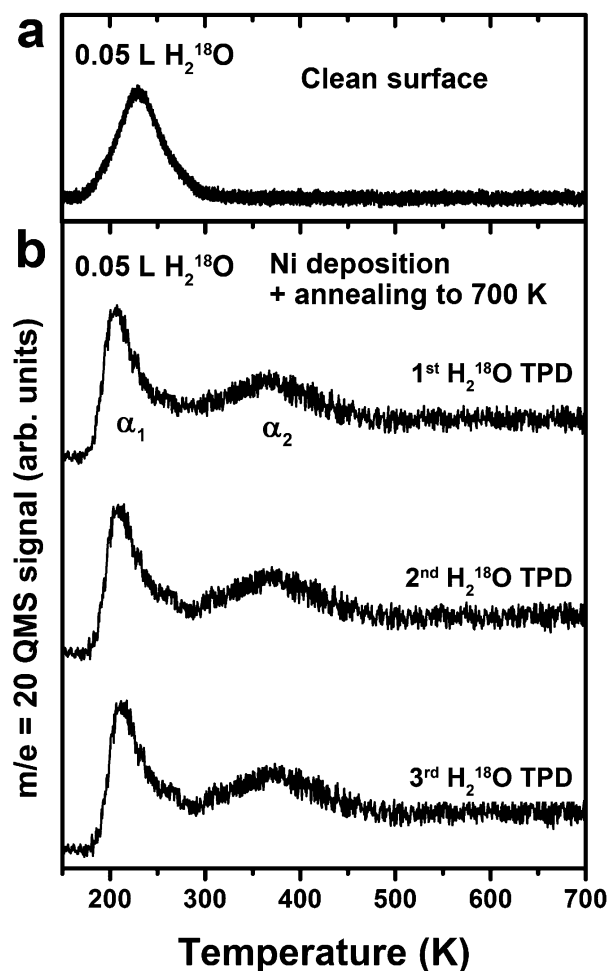 a
0.05 L H₂¹⁸O
Clean surface
b
0.05 L H₂¹⁸O
Ni deposition
+ annealing to 700 K
1ˢᵗ H₂¹⁸O TPD
α₁
α₂
2ⁿᵈ H₂¹⁸O TPD
3ʳᵈ H₂¹⁸O TPD
m/e = 20 QMS signal (arb. units)
200 300 400 500 600 700
Temperature (K)